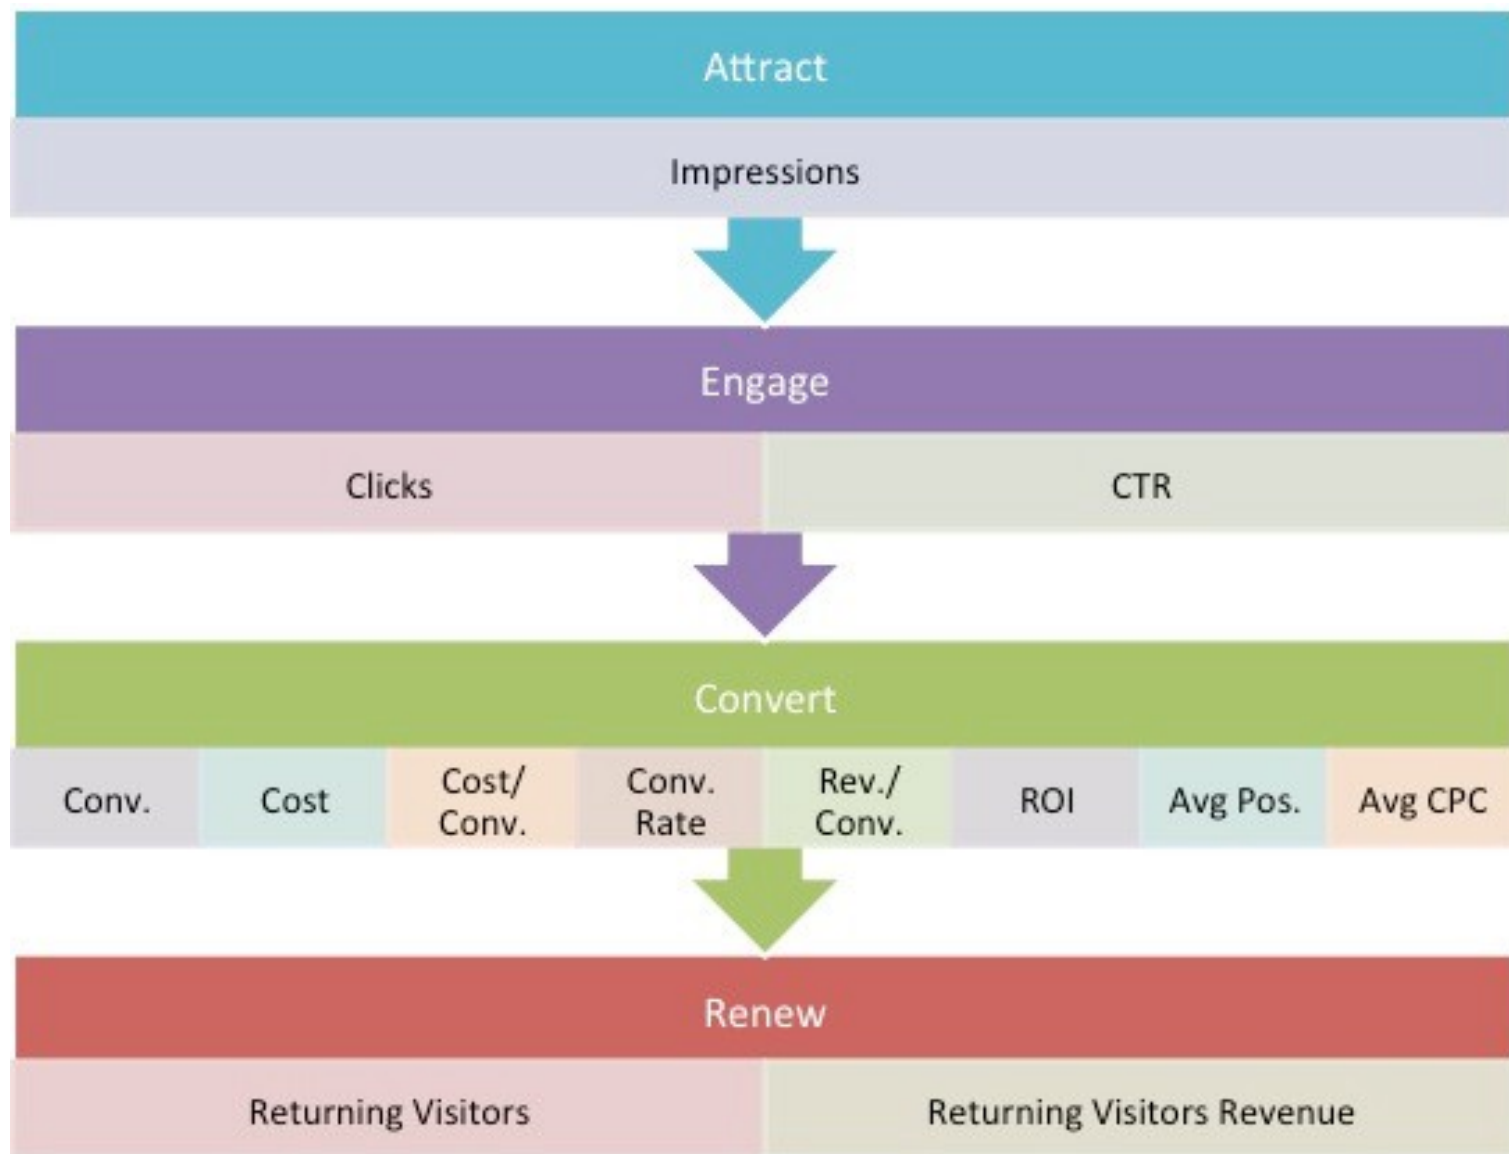 Attract
Impressions
Engage
Clicks
CTR
Convert
Conv.
Cost
Cost/
Conv.
Conv.
Rate
Rev./
Conv.
ROI
Avg Pos.
Avg CPC
Renew
Returning Visitors
Returning Visitors Revenue